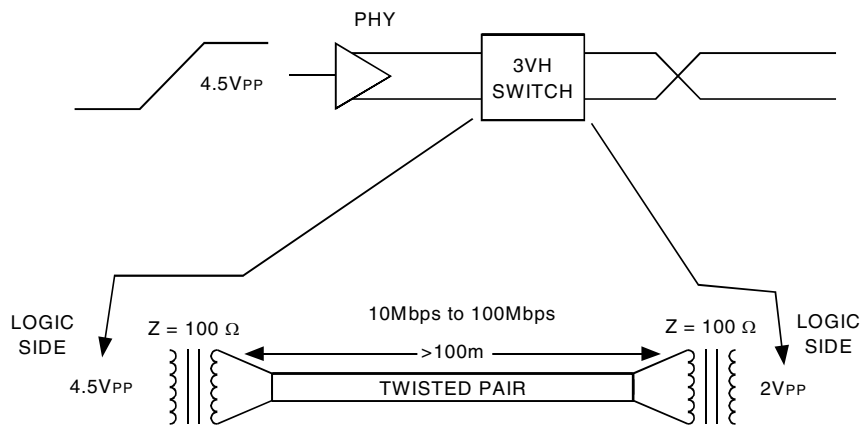 PHY
4.5VPP
3VH
SWITCH
10Mbps to 100Mbps
LOGIC
SIDE
Z = 100 Ω
Z = 100 Ω
LOGIC
SIDE
>100m
4.5VPP
TWISTED PAIR
2VPP